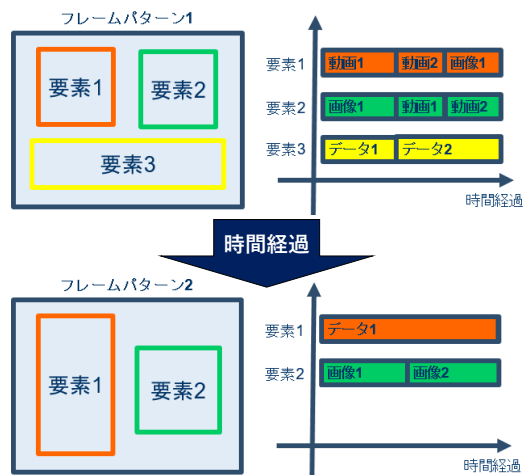 フレームパターン1
要素1
要素2
要素3
要素1 動画1 動画2 画像1
要素2 画像1 動画1 動画2
要素3 データ1 データ2
時間経過
時間経過
フレームパターン2
要素1
要素2
要素1 データ1
要素2 画像1 画像2
時間経過